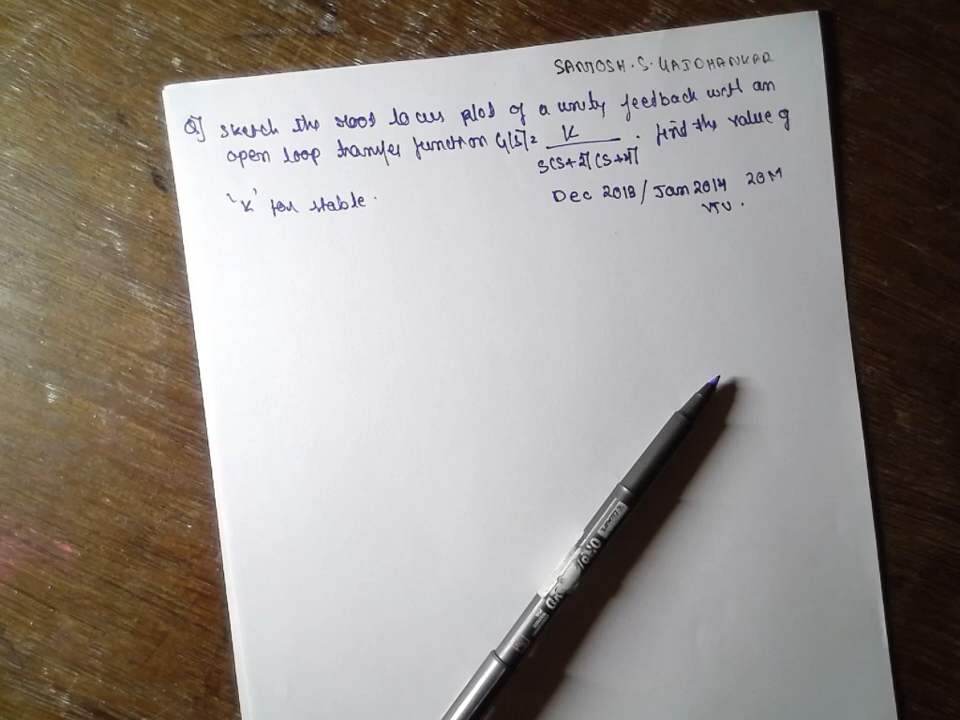 SANTOSH.S.
Q] sketch the root locus plot of a unity feedback with an
open loop transfer function G(s)= K . find the value of
s(s+2)(s+4)
'K' for stable.
Dec 2013/Jan 2014 20M
VTU.